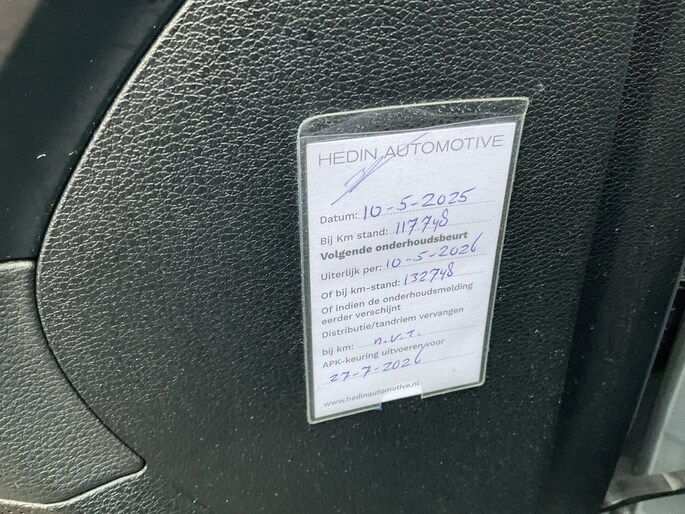 HEDIN AUTOMOTIVE
Datum: 10-5-2025
Bij Km stand: 117748
Volgende onderhoudsbeurt
Uiterlijk per: 10-5-2026
Of bij km-stand: 132748
Of indien de onderhoudsmelding
eerder verschijnt
Distributie/tandriem vervangen
bij km: n.v.t.
APK-keuring uitvoeren voor
27-7-2026
www.hedinautomotive.nl